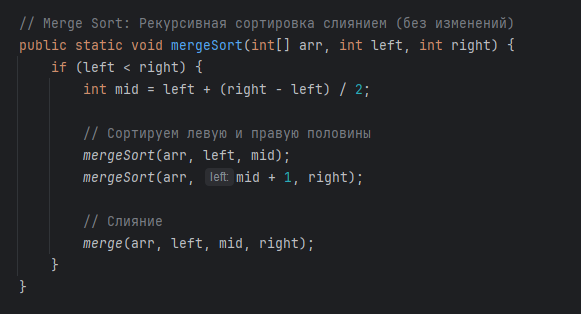 // Merge Sort: Рекурсивная сортировка слиянием (без изменений)
public static void mergeSort(int[] arr, int left, int right) {
    if (left < right) {
        int mid = left + (right - left) / 2;

        // Сортируем левую и правую половины
        mergeSort(arr, left, mid);
        mergeSort(arr, left: mid + 1, right);

        // Слияние
        merge(arr, left, mid, right);
    }
}